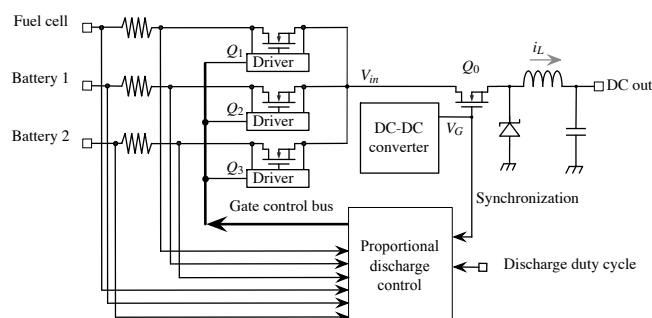 Fuel cell
Q1
Driver
Battery 1
Q2
Driver
Battery 2
Q3
Driver
Vin
Q0
iL
DC out
DC-DC
converter
VG
Synchronization
Gate control bus
Proportional
discharge
control
Discharge duty cycle